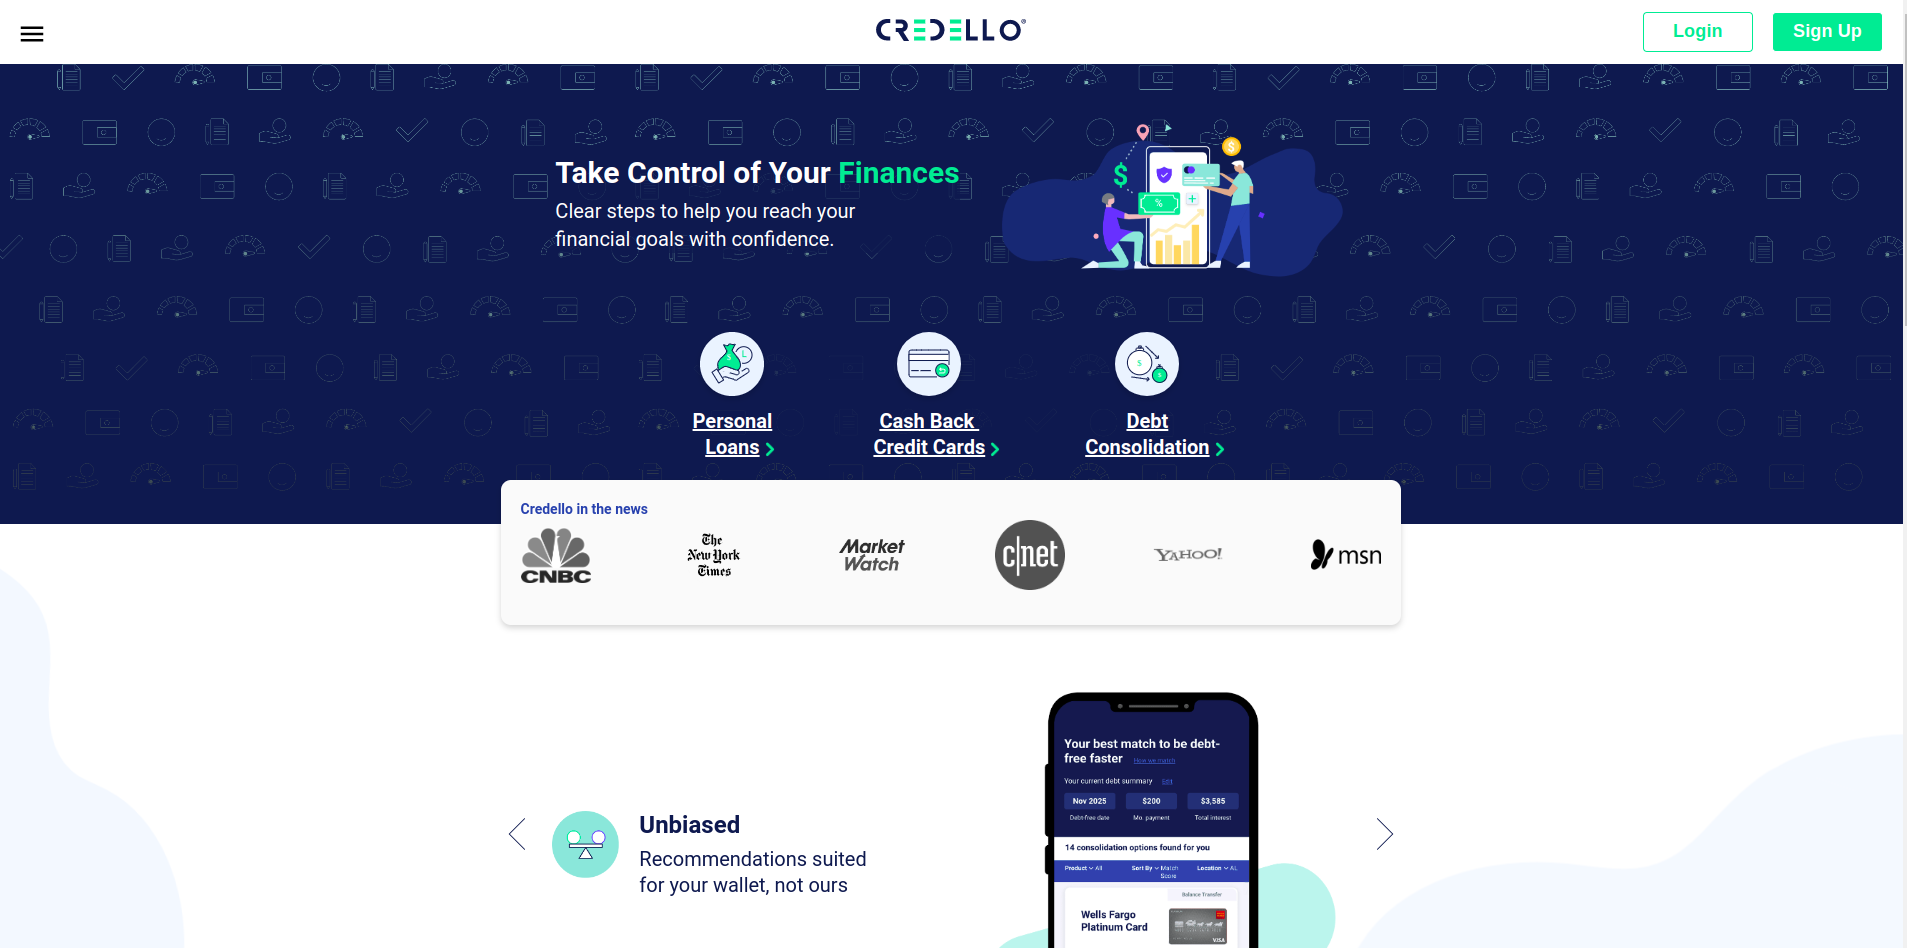 CREDELLO
Login
Sign Up
Take Control of Your Finances
Clear steps to help you reach your
financial goals with confidence.
Personal
Loans
Cash Back
Credit Cards
Debt
Consolidation
Credello in the news
CNBC
The
New York
Times
Market
Watch
c|net
YAHOO!
msn
Unbiased
Recommendations suited
for your wallet, not ours
Your best match to be debt-
free faster How we match
Your current debt summary Edit
Nov 2025 $200 $3,585
Debt-free date Mo. payment Total interest
14 consolidation options found for you
Product All Sort By Match Location AL
Score
Balance Transfer
Wells Fargo
Platinum Card
VISA